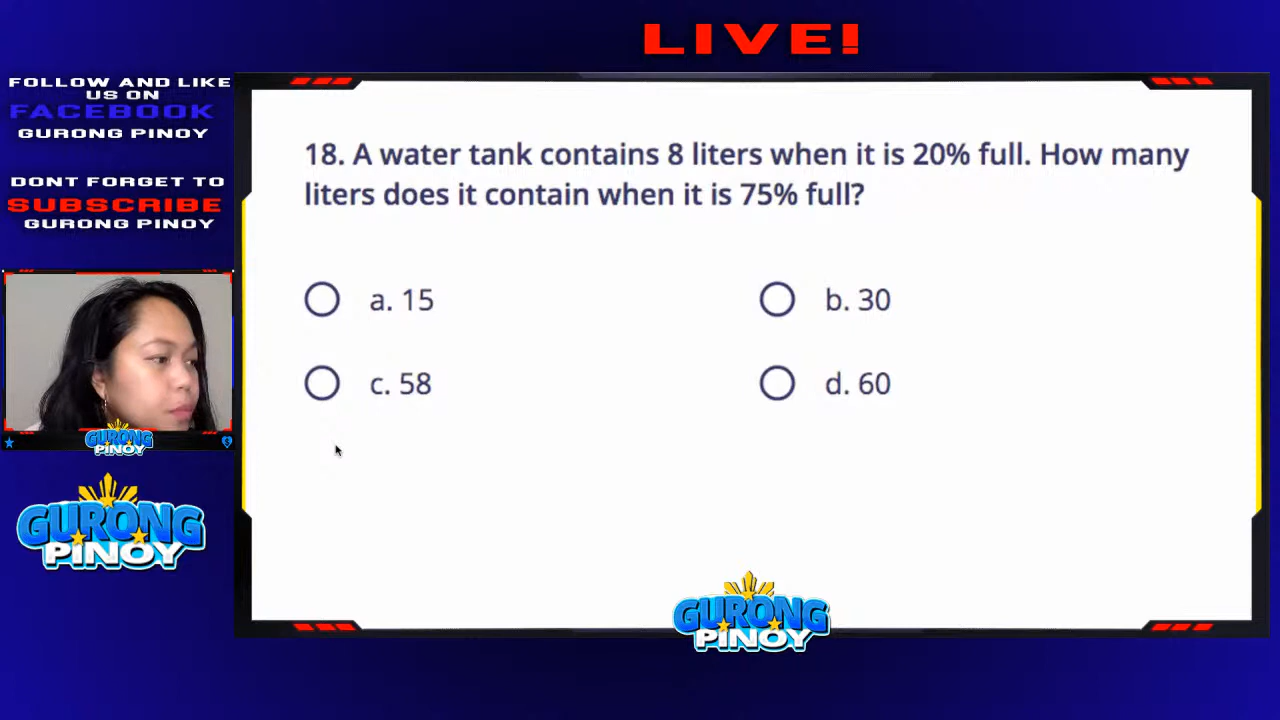 LIVE!
FOLLOW AND LIKE
US ON
FACEBOOK
GURONG PINOY
DONT FORGET TO
SUBSCRIBE
GURONG PINOY
18. A water tank contains 8 liters when it is 20% full. How many
liters does it contain when it is 75% full?
a. 15
b. 30
c. 58
d. 60
GURONG
PINOY
GURONG
PINOY
GURONG
PINOY